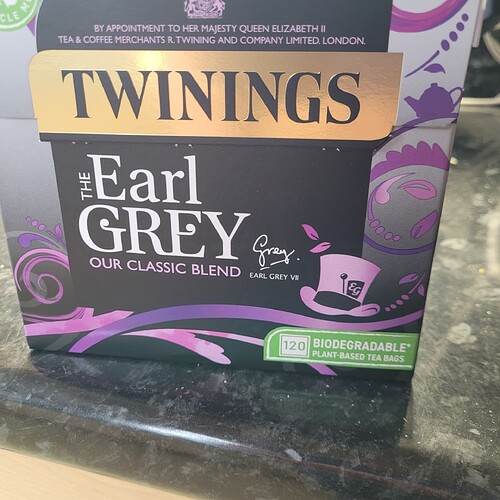 BY APPOINTMENT TO HER MAJESTY QUEEN ELIZABETH II
TEA & COFFEE MERCHANTS R. TWINING AND COMPANY LIMITED. LONDON.
TWININGS
THE Earl
GREY
OUR CLASSIC BLEND
Grey.
EARL GREY VII
E·G
120 BIODEGRADABLE*
PLANT-BASED TEA BAGS